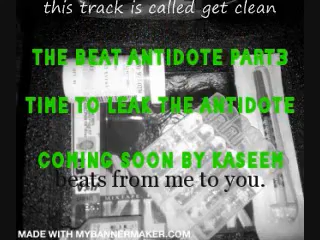 this track is called get clean
THE BEAT ANTIDOTE PART3
TIME TO LEAK THE ANTIDOTE
COMING SOON BY KASEEM
beats from me to you.
MADE WITH MYBANNERMAKER.COM